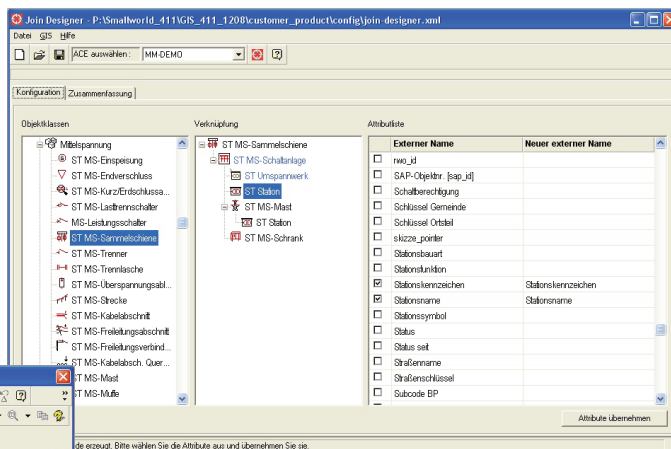 Join Designer - P:\Smallworld_411\GIS_411_1208\customer_product\config\join-designer.xml
Datei GIS Hilfe
ACE auswählen: MM-DEMO
Konfiguration Zusammenfassung
Objektklassen
Mittelspannung
ST MS-Einspeisung
ST MS-Endverschluss
ST MS-Kurz/Erdschlussa...
ST MS-Lasttrennschalter
MS-Leistungsschalter
ST MS-Sammelschiene
ST MS-Trenner
ST MS-Trennlasche
ST MS-Überspannungsabl...
ST MS-Strecke
ST MS-Kabelabschnitt
ST MS-Freileitungsabschnitt
ST MS-Freileitungsverbind...
ST MS-Kabelabsch. Quer...
ST MS-Mast
ST MS-Muffe
Verknüpfung
ST MS-Sammelschiene
ST MS-Schaltanlage
ST Umspannwerk
ST Station
ST MS-Mast
ST Station
ST MS-Schrank
Attributliste
Externer Name Neuer externer Name
rwo_id
SAP-Objektnr. [sap_id]
Schaltberechtigung
Schlüssel Gemeinde
Schlüssel Ortsteil
skizze_pointer
Stationsbauart
Stationsfunktion
Stationskennzeichen Stationskennzeichen
Stationsname Stationsname
Stationssymbol
Status
Status seit
Straßenname
Straßenschlüssel
Subcode BP
Attribute übernehmen
de erzeugt. Bitte wählen Sie die Attribute aus und übernehmen Sie sie.